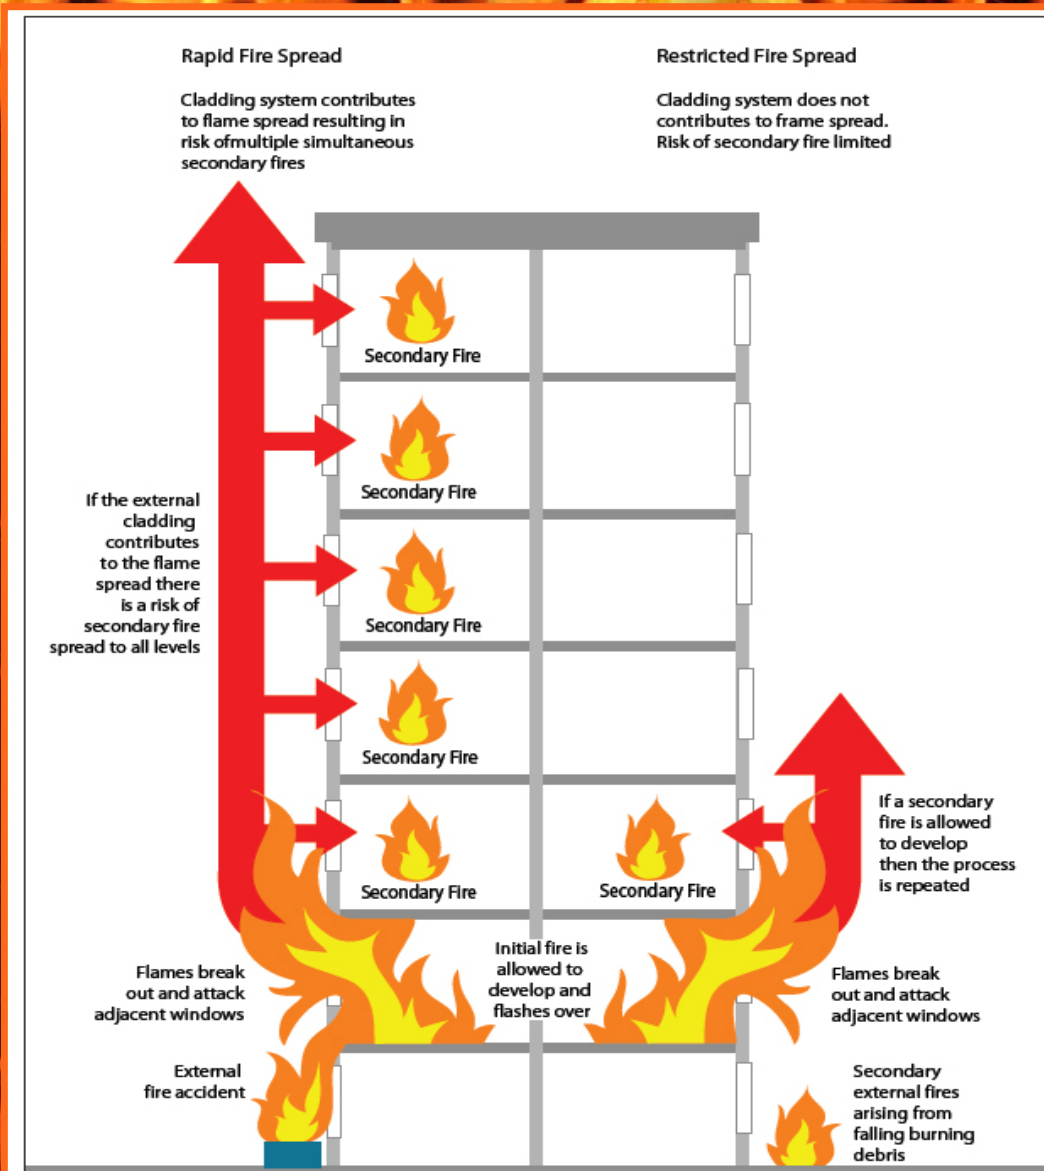 Rapid Fire Spread
Cladding system contributes
to flame spread resulting in
risk ofmultiple simultaneous
secondary fires
Restricted Fire Spread
Cladding system does not
contributes to frame spread.
Risk of secondary fire limited
Secondary Fire
Secondary Fire
Secondary Fire
Secondary Fire
Secondary Fire
Secondary Fire
If the external
cladding
contributes
to the flame
spread there
is a risk of
secondary fire
spread to all levels
If a secondary
fire is allowed
to develop
then the process
is repeated
Initial fire is
allowed to
develop and
flashes over
Flames break
out and attack
adjacent windows
Flames break
out and attack
adjacent windows
External
fire accident
Secondary
external fires
arising from
falling burning
debris